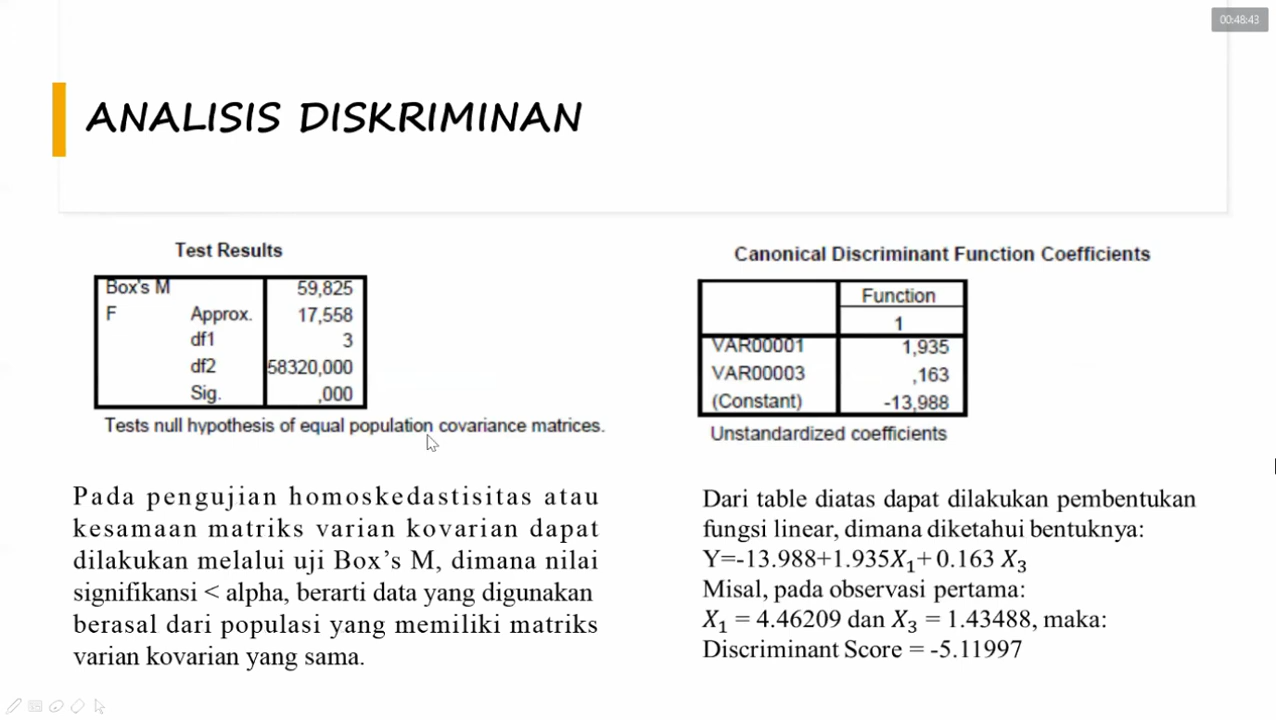 00:48:43
ANALISIS DISKRIMINAN
Test Results
Box's M 59,825
F Approx. 17,558
df1 3
df2 58320,000
Sig. ,000
Tests null hypothesis of equal population covariance matrices.
Pada pengujian homoskedastisitas atau
kesamaan matriks varian kovarian dapat
dilakukan melalui uji Box's M, dimana nilai
signifikansi < alpha, berarti data yang digunakan
berasal dari populasi yang memiliki matriks
varian kovarian yang sama.
Canonical Discriminant Function Coefficients
Function
1
VAR00001 1,935
VAR00003 ,163
(Constant) -13,988
Unstandardized coefficients
Dari table diatas dapat dilakukan pembentukan
fungsi linear, dimana diketahui bentuknya:
Y=-13.988+1.935X₁+ 0.163 X₃
Misal, pada observasi pertama:
X₁ = 4.46209 dan X₃ = 1.43488, maka:
Discriminant Score = -5.11997